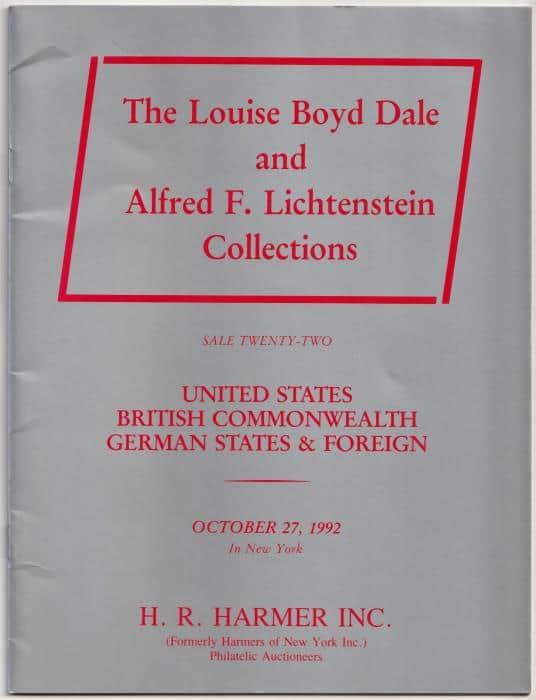 The Louise Boyd Dale
and
Alfred F. Lichtenstein
Collections
SALE TWENTY-TWO
UNITED STATES
BRITISH COMMONWEALTH
GERMAN STATES & FOREIGN
OCTOBER 27, 1992
In New York
H. R. HARMER INC.
(Formerly Harmers of New York Inc.)
Philatelic Auctioneers